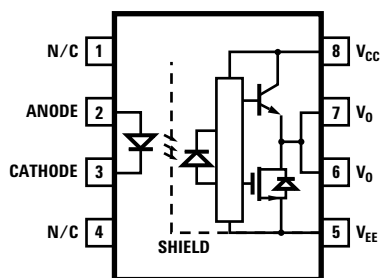 N/C 1
ANODE 2
CATHODE 3
N/C 4
SHIELD
8 VCC
7 VO
6 VO
5 VEE